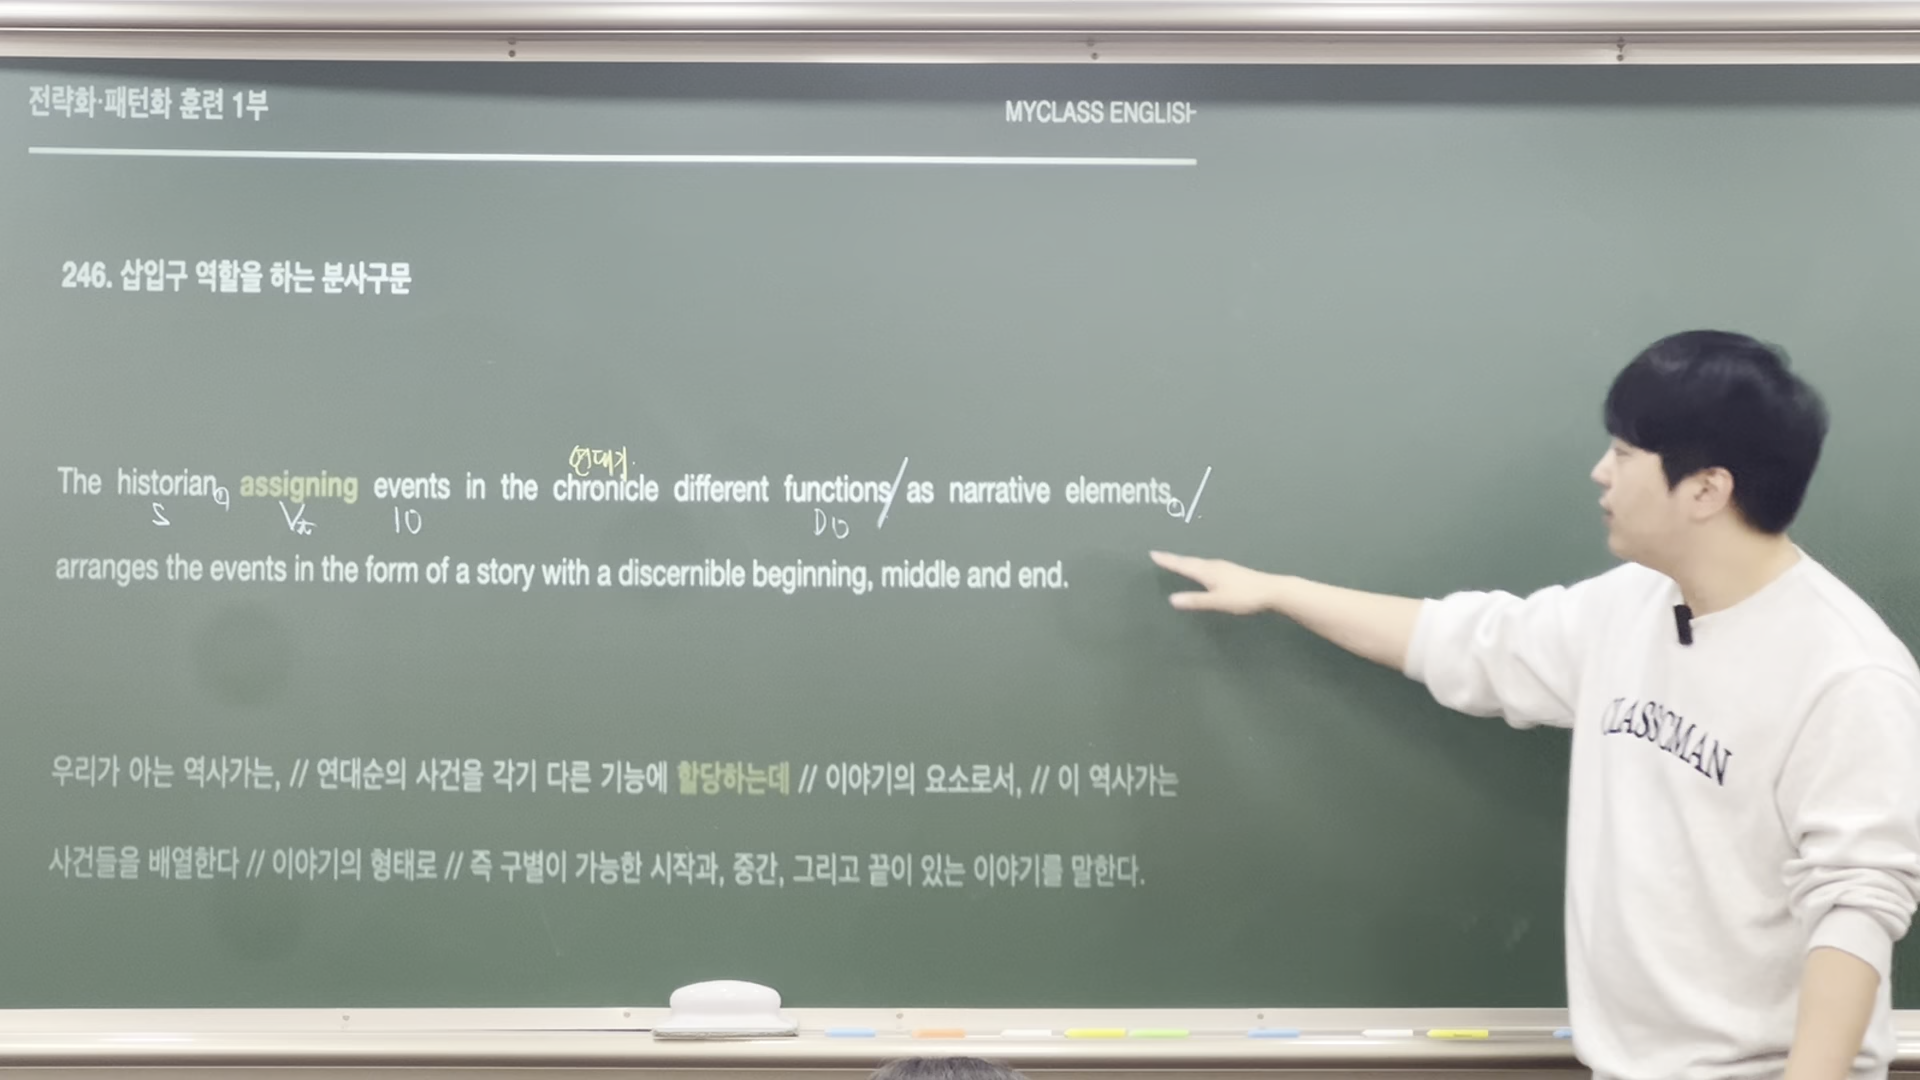 전략화·패턴화 훈련 1부
MYCLASS ENGLISH
246. 삽입구 역할을 하는 분사구문
연대기.
The historian, assigning events in the chronicle different functions / as narrative elements, /
S Vt IO DO
arranges the events in the form of a story with a discernible beginning, middle and end.
우리가 아는 역사가는, // 연대순의 사건을 각기 다른 기능에 할당하는데 // 이야기의 요소로서, // 이 역사가는
사건들을 배열한다 // 이야기의 형태로 // 즉 구별이 가능한 시작과, 중간, 그리고 끝이 있는 이야기를 말한다.
CLASSCMAN